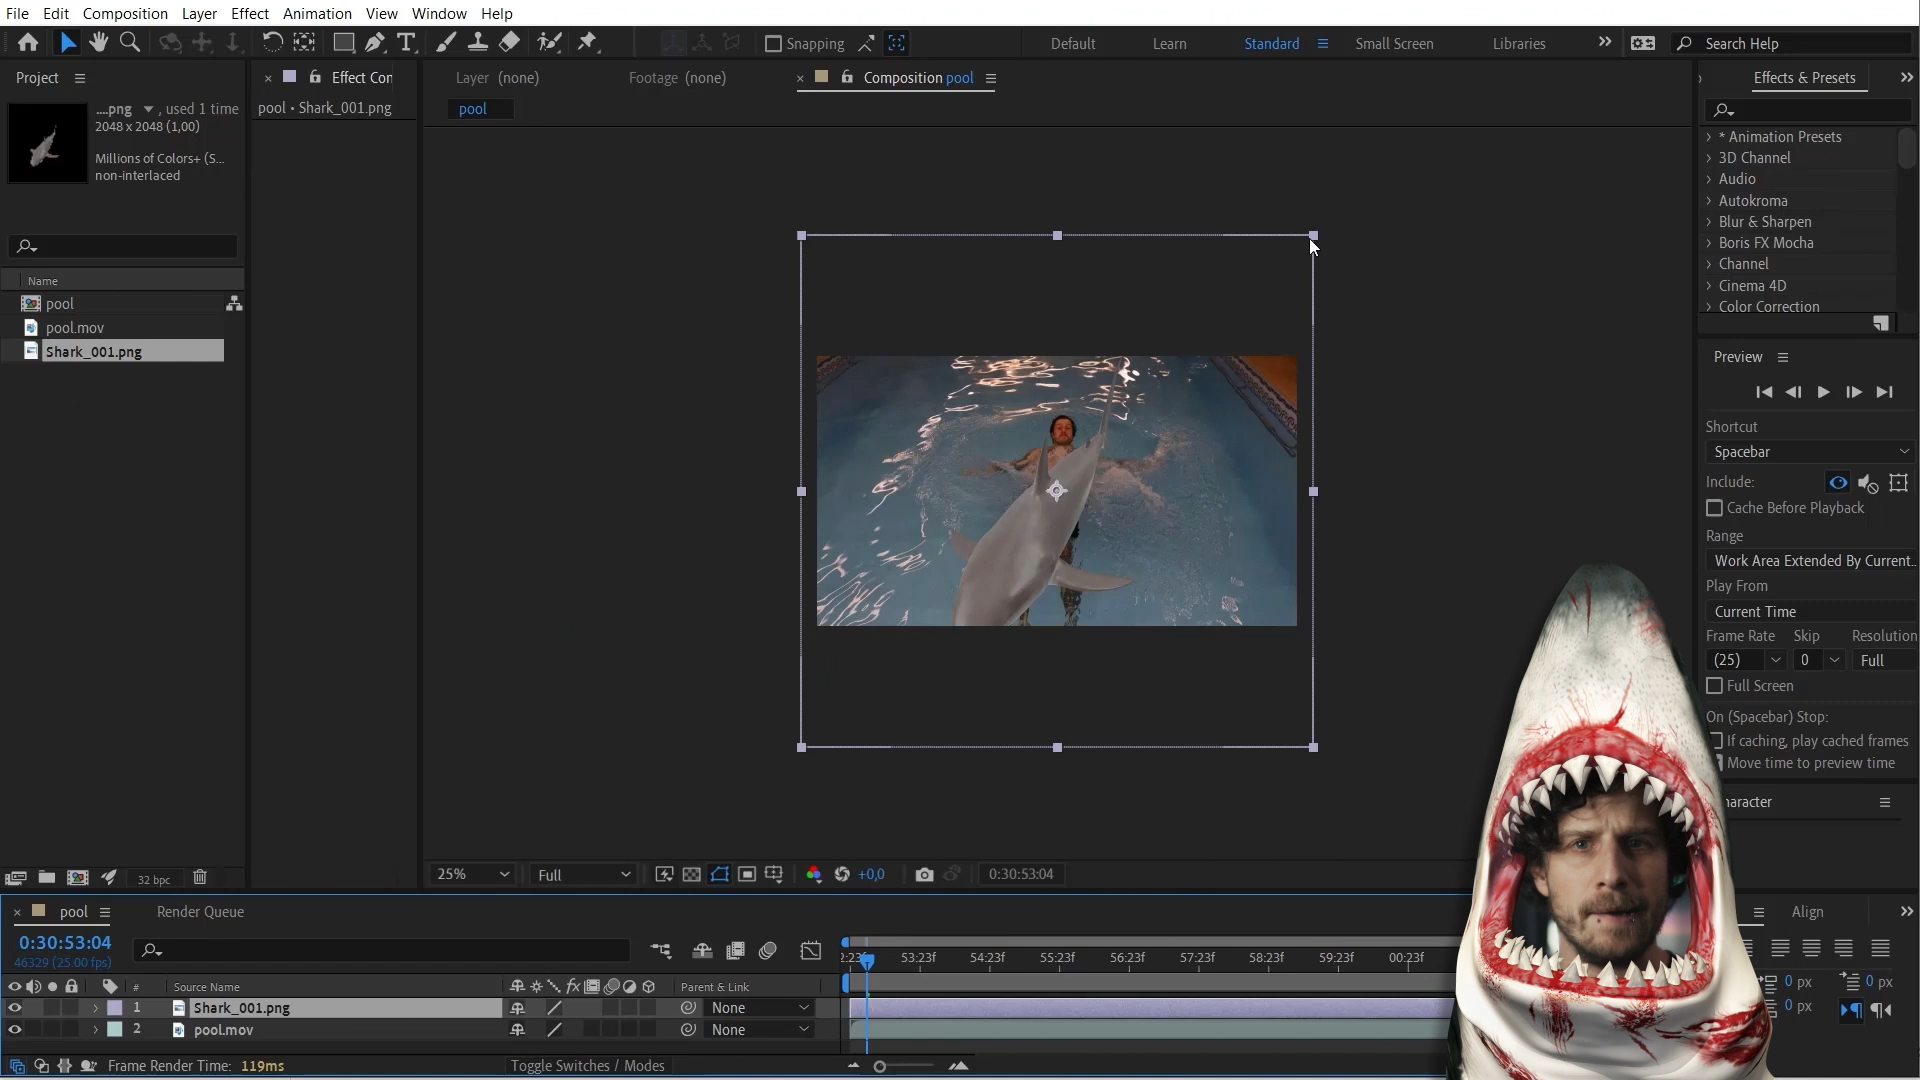 File Edit Composition Layer Effect Animation View Window Help
Snapping Default Learn Standard Small Screen Libraries Search Help
Project Effect Con Layer (none) Footage (none) Composition pool Effects & Presets
....png , used 1 time
2048 x 2048 (1,00)
Millions of Colors+ (S...
non-interlaced
Name
pool
pool.mov
Shark_001.png
32 bpc
pool • Shark_001.png
pool
25% Full +0,0 0:30:53:04
* Animation Presets
3D Channel
Audio
Autokroma
Blur & Sharpen
Boris FX Mocha
Channel
Cinema 4D
Color Correction
Preview
Shortcut
Spacebar
Include:
Cache Before Playback
Range
Work Area Extended By Current...
Play From
Current Time
Frame Rate Skip Resolution
(25) 0 Full
Full Screen
On (Spacebar) Stop:
If caching, play cached frames
Move time to preview time
haracter
Align
0 px 0 px
0 px
pool Render Queue
0:30:53:04
46329 (25.00 fps)
2:23f 53:23f 54:23f 55:23f 56:23f 57:23f 58:23f 59:23f 00:23f
# Source Name fx Parent & Link
1 Shark_001.png None
2 pool.mov None
Frame Render Time: 119ms Toggle Switches / Modes